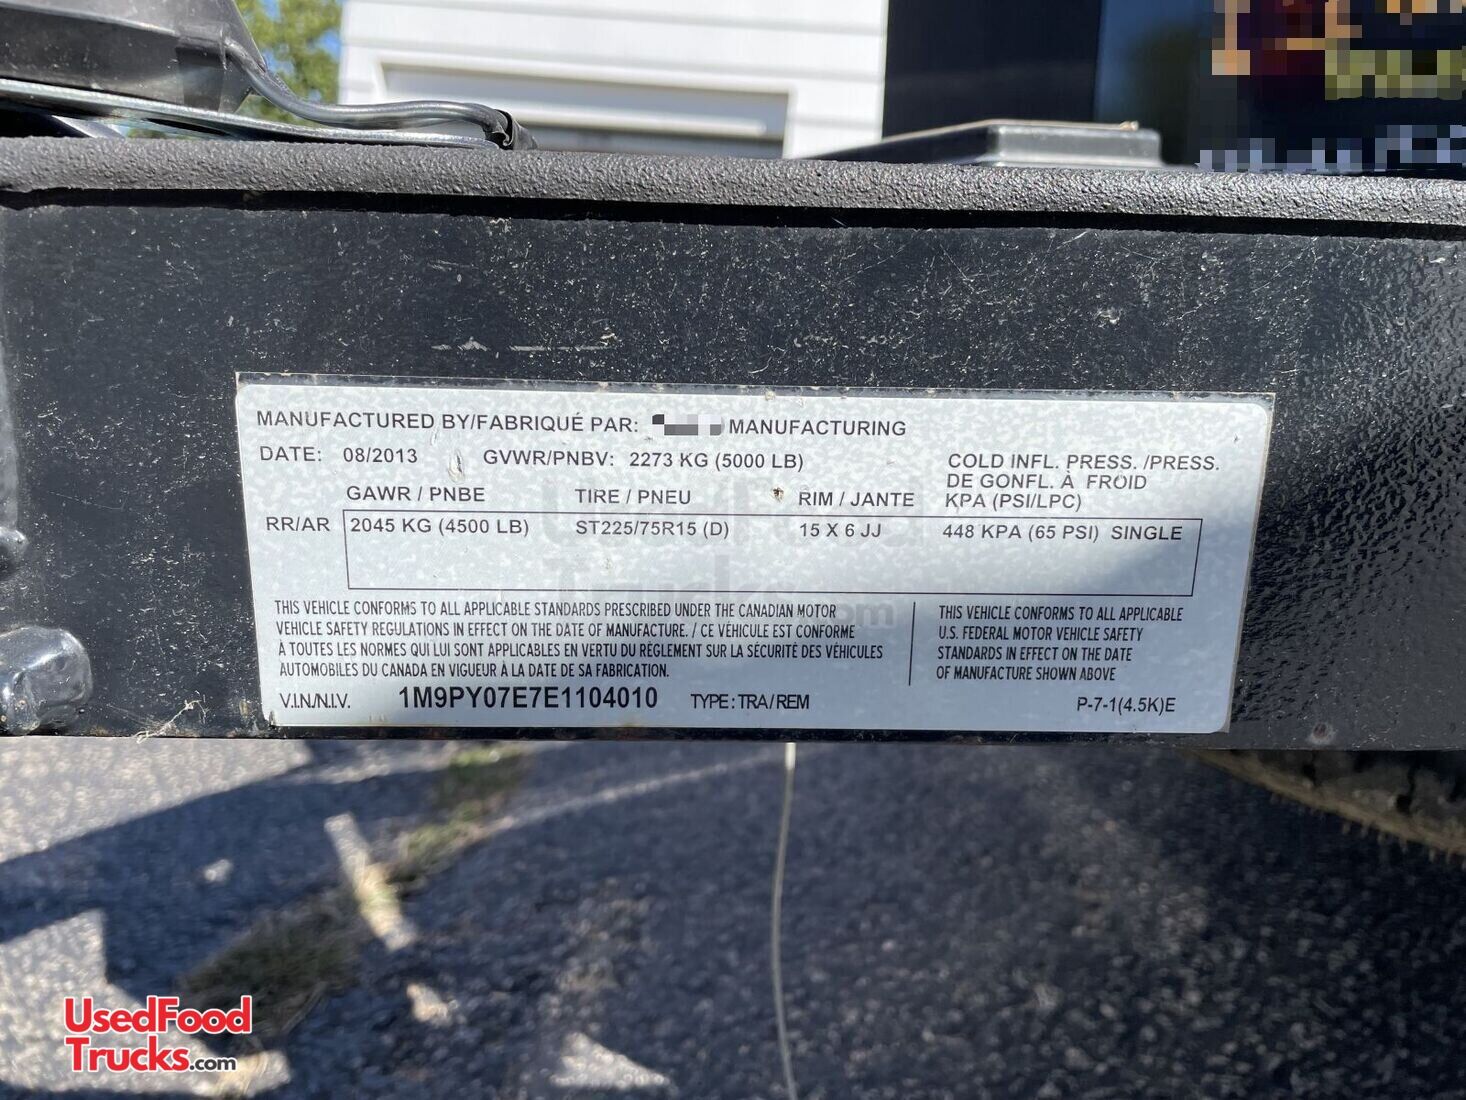 MANUFACTURED BY/FABRIQUÉ PAR: MANUFACTURING
DATE: 08/2013 GVWR/PNBV: 2273 KG (5000 LB)
COLD INFL. PRESS. /PRESS.
DE GONFL. À FROID
KPA (PSI/LPC)
GAWR / PNBE TIRE / PNEU RIM / JANTE
RR/AR 2045 KG (4500 LB) ST225/75R15 (D) 15 X 6 JJ 448 KPA (65 PSI) SINGLE
THIS VEHICLE CONFORMS TO ALL APPLICABLE STANDARDS PRESCRIBED UNDER THE CANADIAN MOTOR
VEHICLE SAFETY REGULATIONS IN EFFECT ON THE DATE OF MANUFACTURE. / CE VÉHICULE EST CONFORME
À TOUTES LES NORMES QUI LUI SONT APPLICABLES EN VERTU DU RÈGLEMENT SUR LA SÉCURITÉ DES VÉHICULES
AUTOMOBILES DU CANADA EN VIGUEUR À LA DATE DE SA FABRICATION.
THIS VEHICLE CONFORMS TO ALL APPLICABLE
U.S. FEDERAL MOTOR VEHICLE SAFETY
STANDARDS IN EFFECT ON THE DATE
OF MANUFACTURE SHOWN ABOVE
V.I.N/N.I.V. 1M9PY07E7E1104010 TYPE: TRA/REM P-7-1(4.5K)E
UsedFood
Trucks.com
UsedFood
Trucks.com